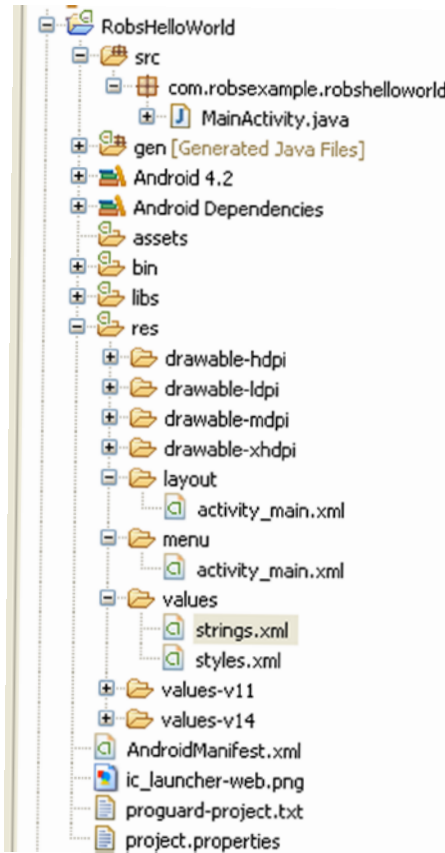 RobsHelloWorld
src
com.robsexample.robshelloworld
MainActivity.java
gen [Generated Java Files]
Android 4.2
Android Dependencies
assets
bin
libs
res
drawable-hdpi
drawable-ldpi
drawable-mdpi
drawable-xhdpi
layout
activity_main.xml
menu
activity_main.xml
values
strings.xml
styles.xml
values-v11
values-v14
AndroidManifest.xml
ic_launcher-web.png
proguard-project.txt
project.properties